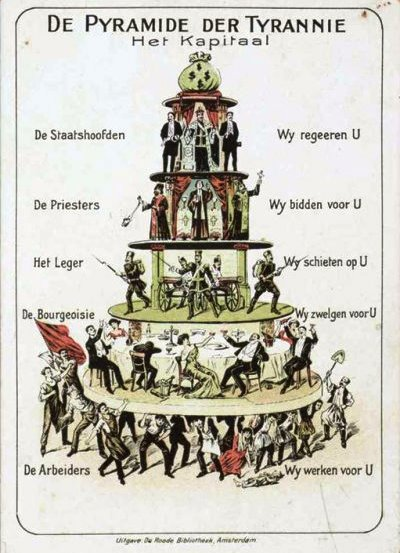 De Pyramide der Tyrannie
Het Kapitaal
$ $ $
De Staatshoofden Wy regeeren U
De Priesters Wy bidden voor U
Het Leger Wy schieten op U
De Bourgeoisie Wy zwelgen voor U
De Arbeiders Wy werken voor U
Uitgave De Roode Bibliotheek, Amsterdam